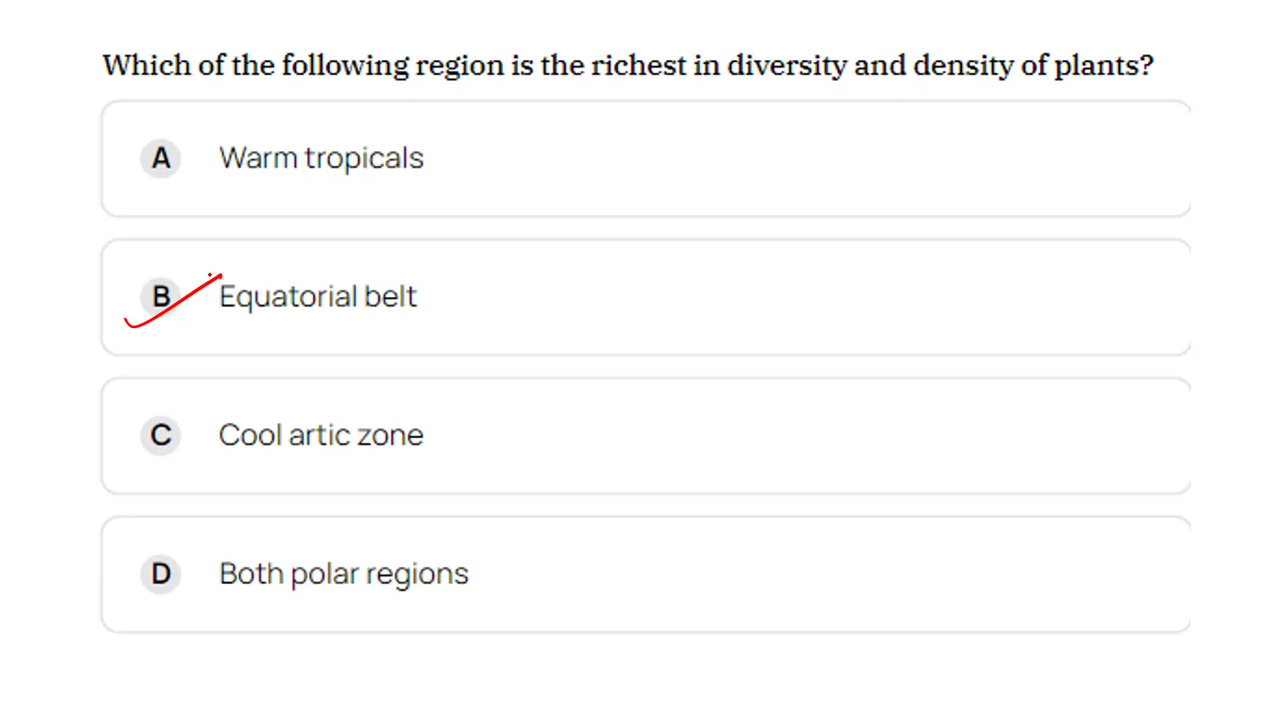 Which of the following region is the richest in diversity and density of plants?
A Warm tropicals
B Equatorial belt
C Cool artic zone
D Both polar regions